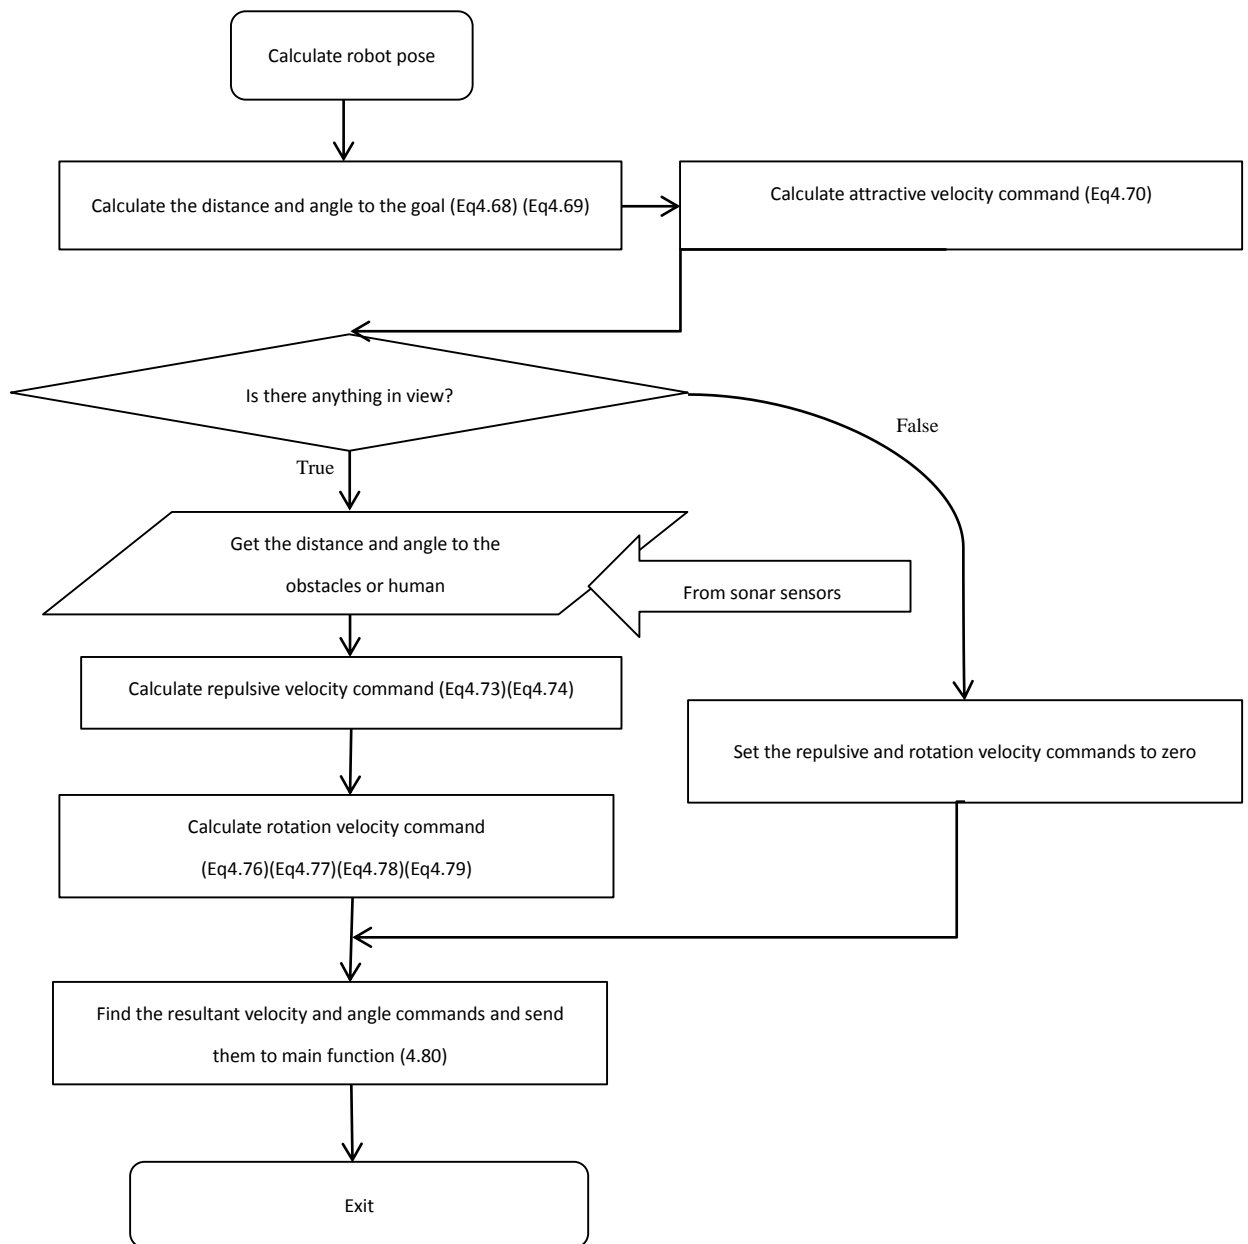 Calculate robot pose
Calculate the distance and angle to the goal (Eq4.68) (Eq4.69)
Calculate attractive velocity command (Eq4.70)
Is there anything in view?
False
True
Get the distance and angle to the
obstacles or human
From sonar sensors
Calculate repulsive velocity command (Eq4.73)(Eq4.74)
Set the repulsive and rotation velocity commands to zero
Calculate rotation velocity command
(Eq4.76)(Eq4.77)(Eq4.78)(Eq4.79)
Find the resultant velocity and angle commands and send
them to main function (4.80)
Exit